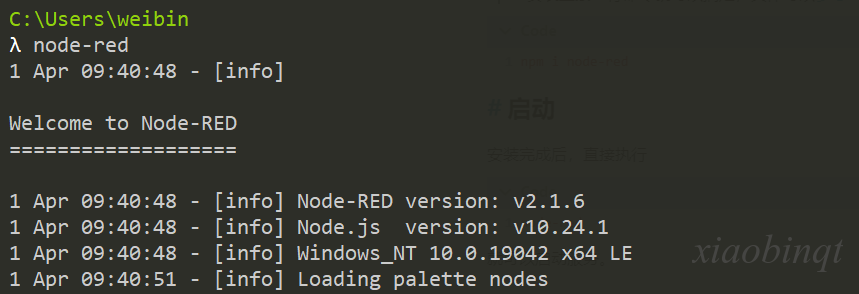 C:\Users\weibin
λ node-red
1 Apr 09:40:48 - [info]
Welcome to Node-RED
===================
1 Apr 09:40:48 - [info] Node-RED version: v2.1.6
1 Apr 09:40:48 - [info] Node.js  version: v10.24.1
1 Apr 09:40:48 - [info] Windows_NT 10.0.19042 x64 LE
1 Apr 09:40:51 - [info] Loading palette nodes
# 启动
安装完成后，直接执行
xiaobinqt